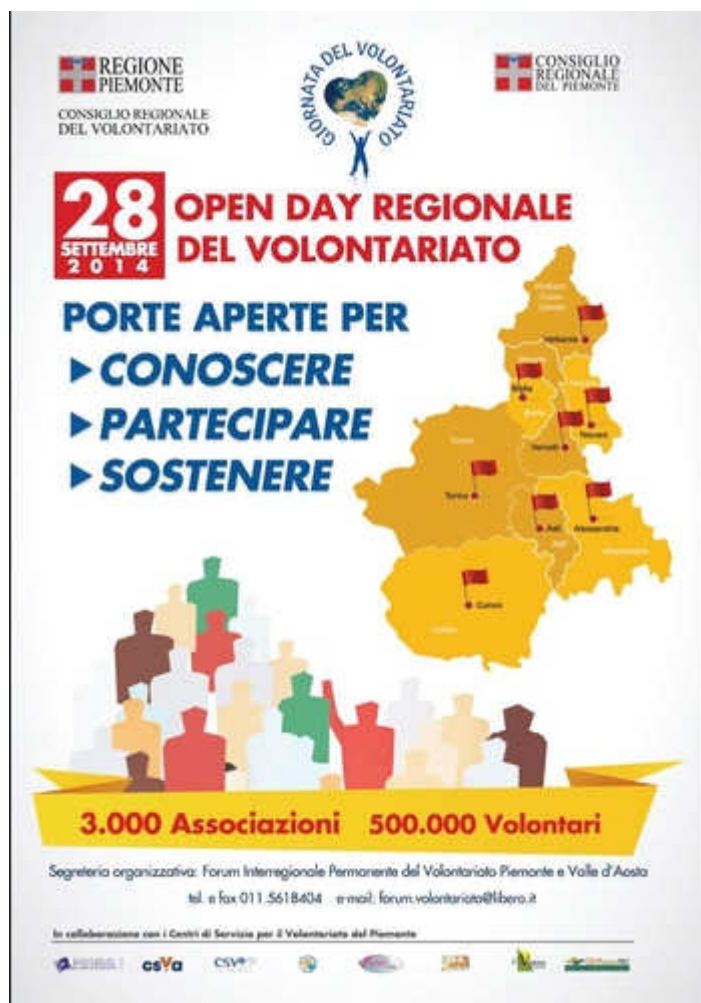 REGIONE
PIEMONTE
CONSIGLIO REGIONALE
DEL VOLONTARIATO
GIORNATA DEL VOLONTARIATO
CONSIGLIO
REGIONALE
DEL PIEMONTE
28
SETTEMBRE
2014
OPEN DAY REGIONALE
DEL VOLONTARIATO
PORTE APERTE PER
CONOSCERE
PARTECIPARE
SOSTENERE
Verbania
Biella
Novara
Vercelli
Torino
Asti
Alessandria
Cuneo
3.000 Associazioni 500.000 Volontari
Segreteria organizzativa: Forum Interregionale Permanente del Volontariato Piemonte e Valle d'Aosta
tel. e fax 011.5618404 e-mail: forum.volontariato@libero.it
In collaborazione con i Centri di Servizio per il Volontariato del Piemonte
csva
CSV